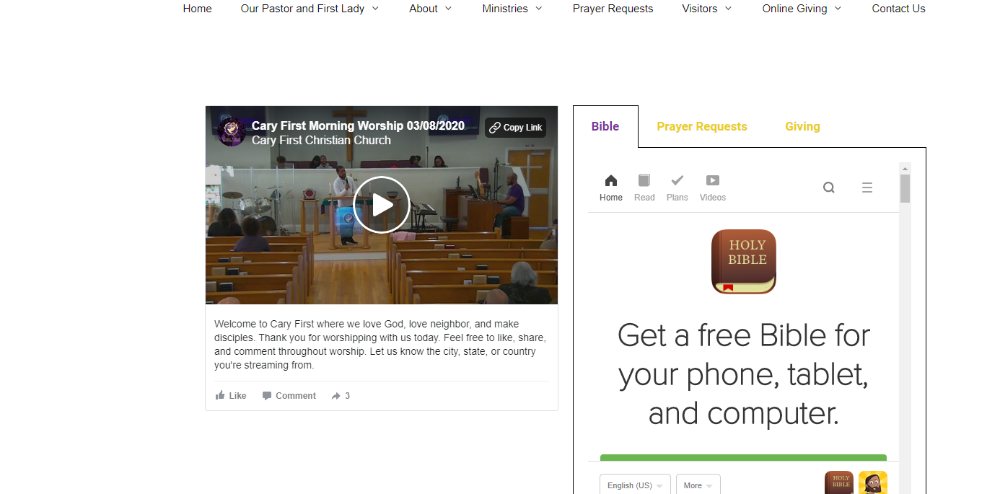 Home Our Pastor and First Lady About Ministries Prayer Requests Visitors Online Giving Contact Us
Cary First Morning Worship 03/08/2020
Cary First Christian Church
Copy Link
Welcome to Cary First where we love God, love neighbor, and make
disciples. Thank you for worshipping with us today. Feel free to like, share,
and comment throughout worship. Let us know the city, state, or country
you're streaming from.
Like Comment 3
Bible Prayer Requests Giving
Home Read Plans Videos
HOLY
BIBLE
Get a free Bible for
your phone, tablet,
and computer.
English (US) More
HOLY
BIBLE